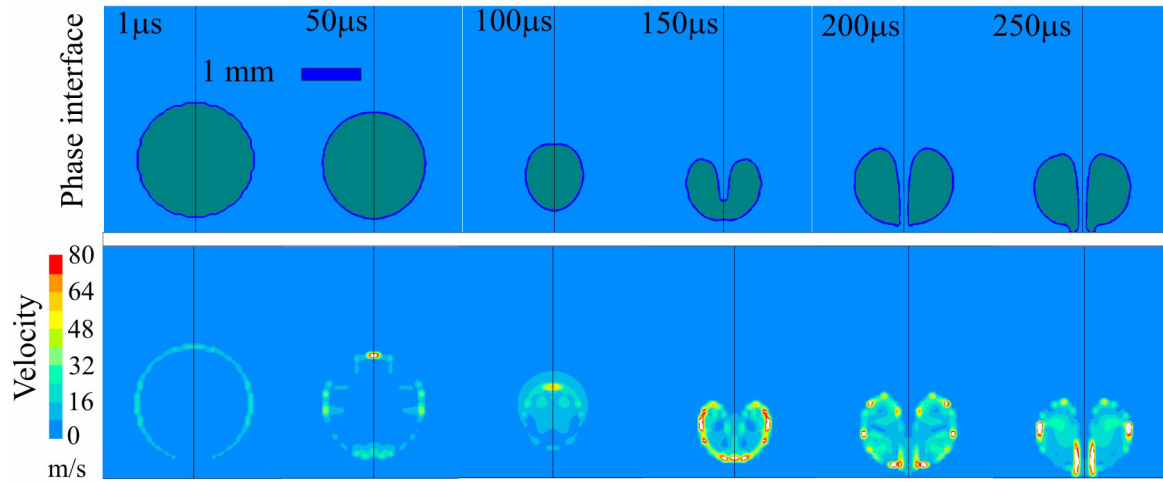 1μs
50μs
100μs
150μs
200μs
250μs
1 mm
Phase interface
80
64
48
32
16
0
m/s
Velocity